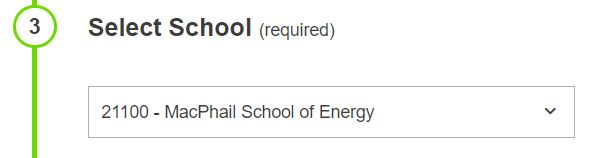 3
Select School (required)
21100 - MacPhail School of Energy